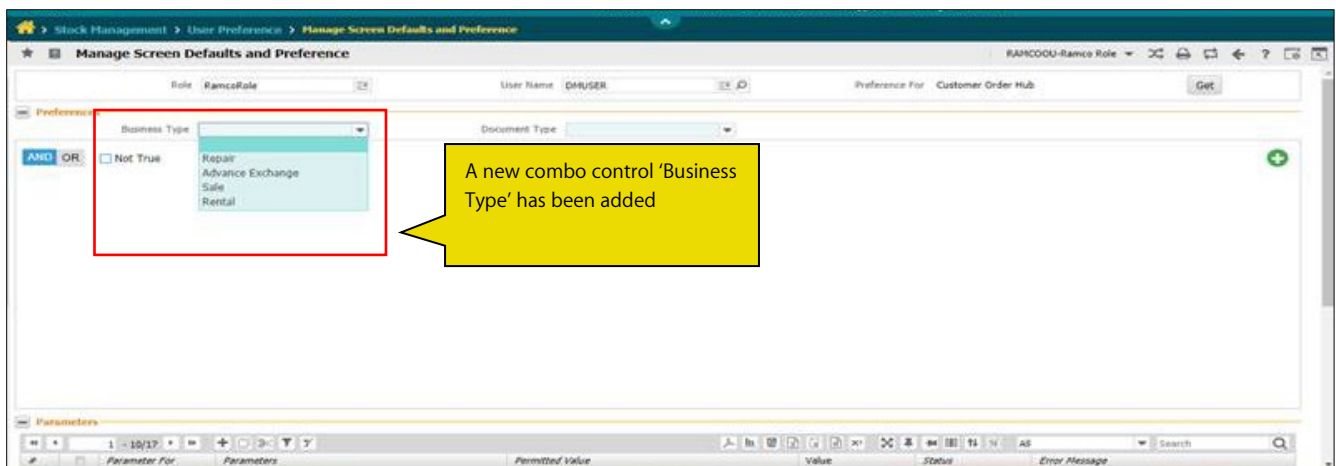 > Stock Management > User Preference > Manage Screen Defaults and Preference
Manage Screen Defaults and Preference RAMCOOU-Ramco Role
Role RamcoRole User Name DMUSER Preference For Customer Order Hub Get
Preferences
Business Type Document Type
AND OR Not True
Repair
Advance Exchange
Sale
Rental
A new combo control ‘Business
Type’ has been added
Parameters
1 - 10/17 All Search
# Parameter For Parameters Permitted Value Value Status Error Message